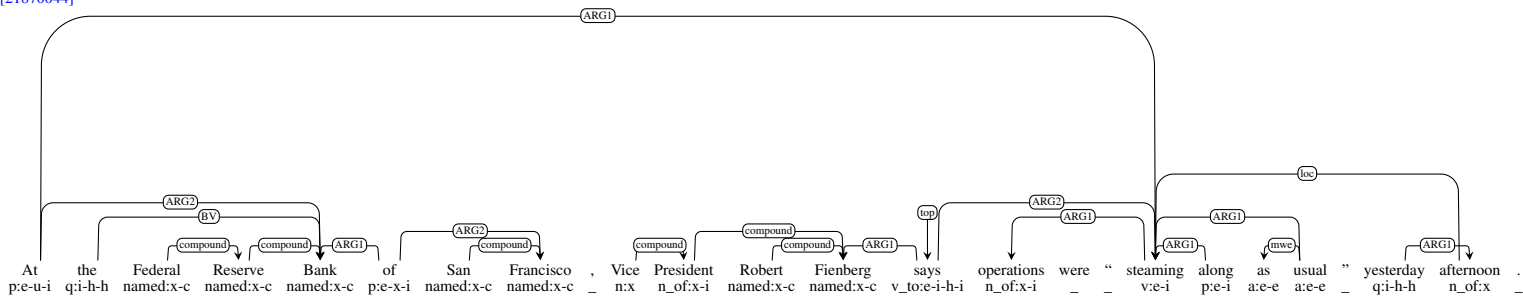 [21870044]
ARG1
loc
ARG2
BV
top
ARG2
ARG1
ARG1
ARG2
compound
compound
compound
ARG1
compound
compound
compound
ARG1
ARG1
mwe
ARG1
At the Federal Reserve Bank of San Francisco , Vice President Robert Fienberg says operations were “ steaming along as usual ” yesterday afternoon .
p:e-u-i q:i-h-h named:x-c named:x-c named:x-c p:e-x-i named:x-c named:x-c _ n:x n_of:x-i named:x-c named:x-c v_to:e-i-h-i n_of:x-i _ _ v:e-i p:e-i a:e-e a:e-e _ q:i-h-h n_of:x _